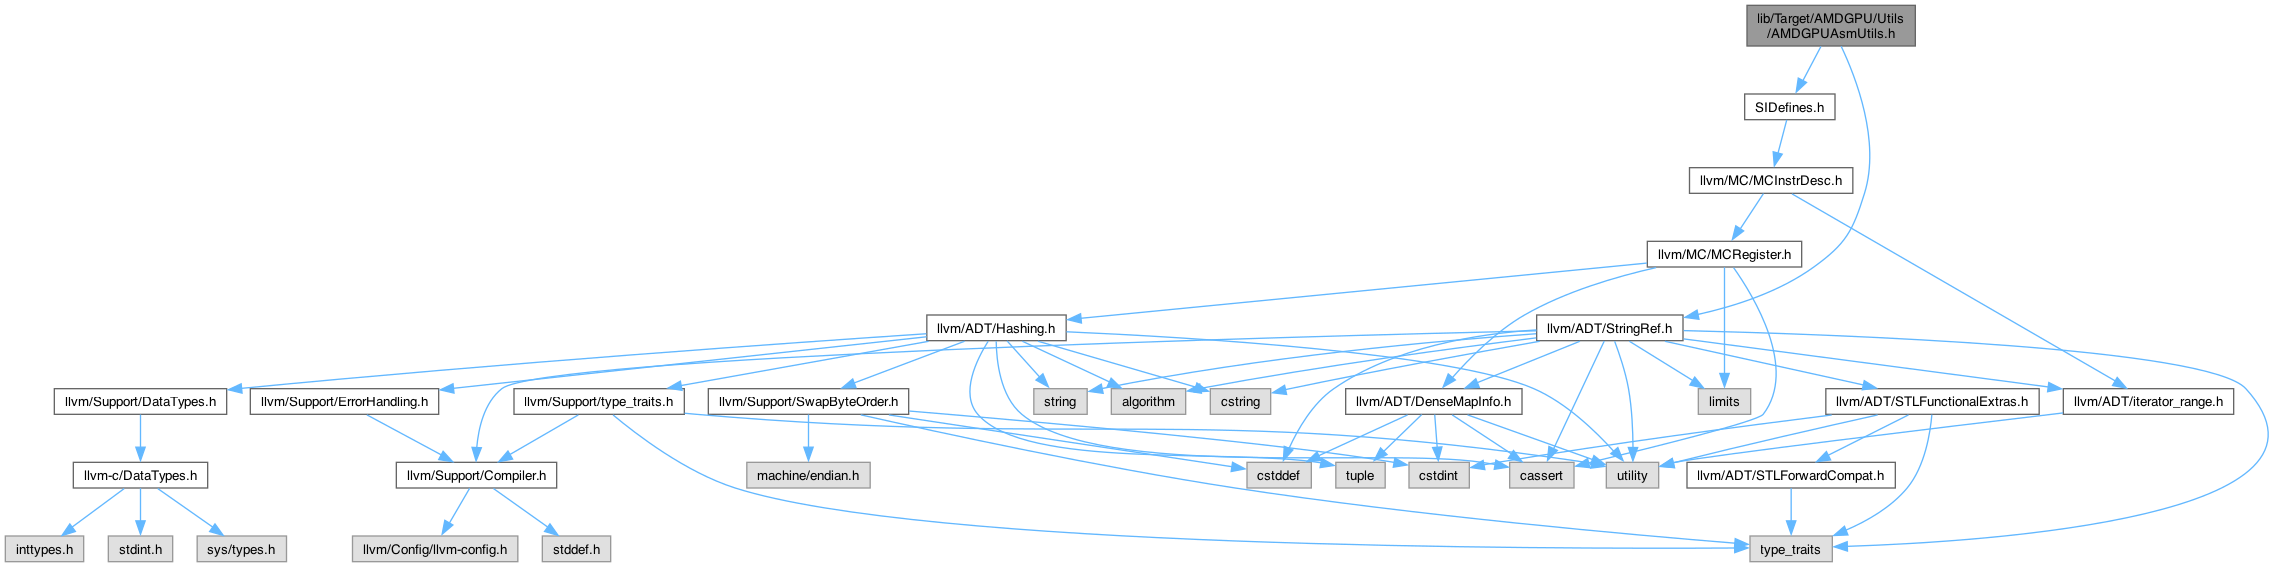 lib/Target/AMDGPU/Utils
/AMDGPUAsmUtils.h
SIDefines.h
llvm/MC/MCInstrDesc.h
llvm/MC/MCRegister.h
llvm/ADT/Hashing.h
llvm/ADT/StringRef.h
llvm/Support/DataTypes.h
llvm/Support/ErrorHandling.h
llvm/Support/type_traits.h
llvm/Support/SwapByteOrder.h
string
algorithm
cstring
llvm/ADT/DenseMapInfo.h
limits
llvm/ADT/STLFunctionalExtras.h
llvm/ADT/iterator_range.h
llvm-c/DataTypes.h
llvm/Support/Compiler.h
machine/endian.h
cstddef
tuple
cstdint
cassert
utility
llvm/ADT/STLForwardCompat.h
inttypes.h
stdint.h
sys/types.h
llvm/Config/llvm-config.h
stddef.h
type_traits